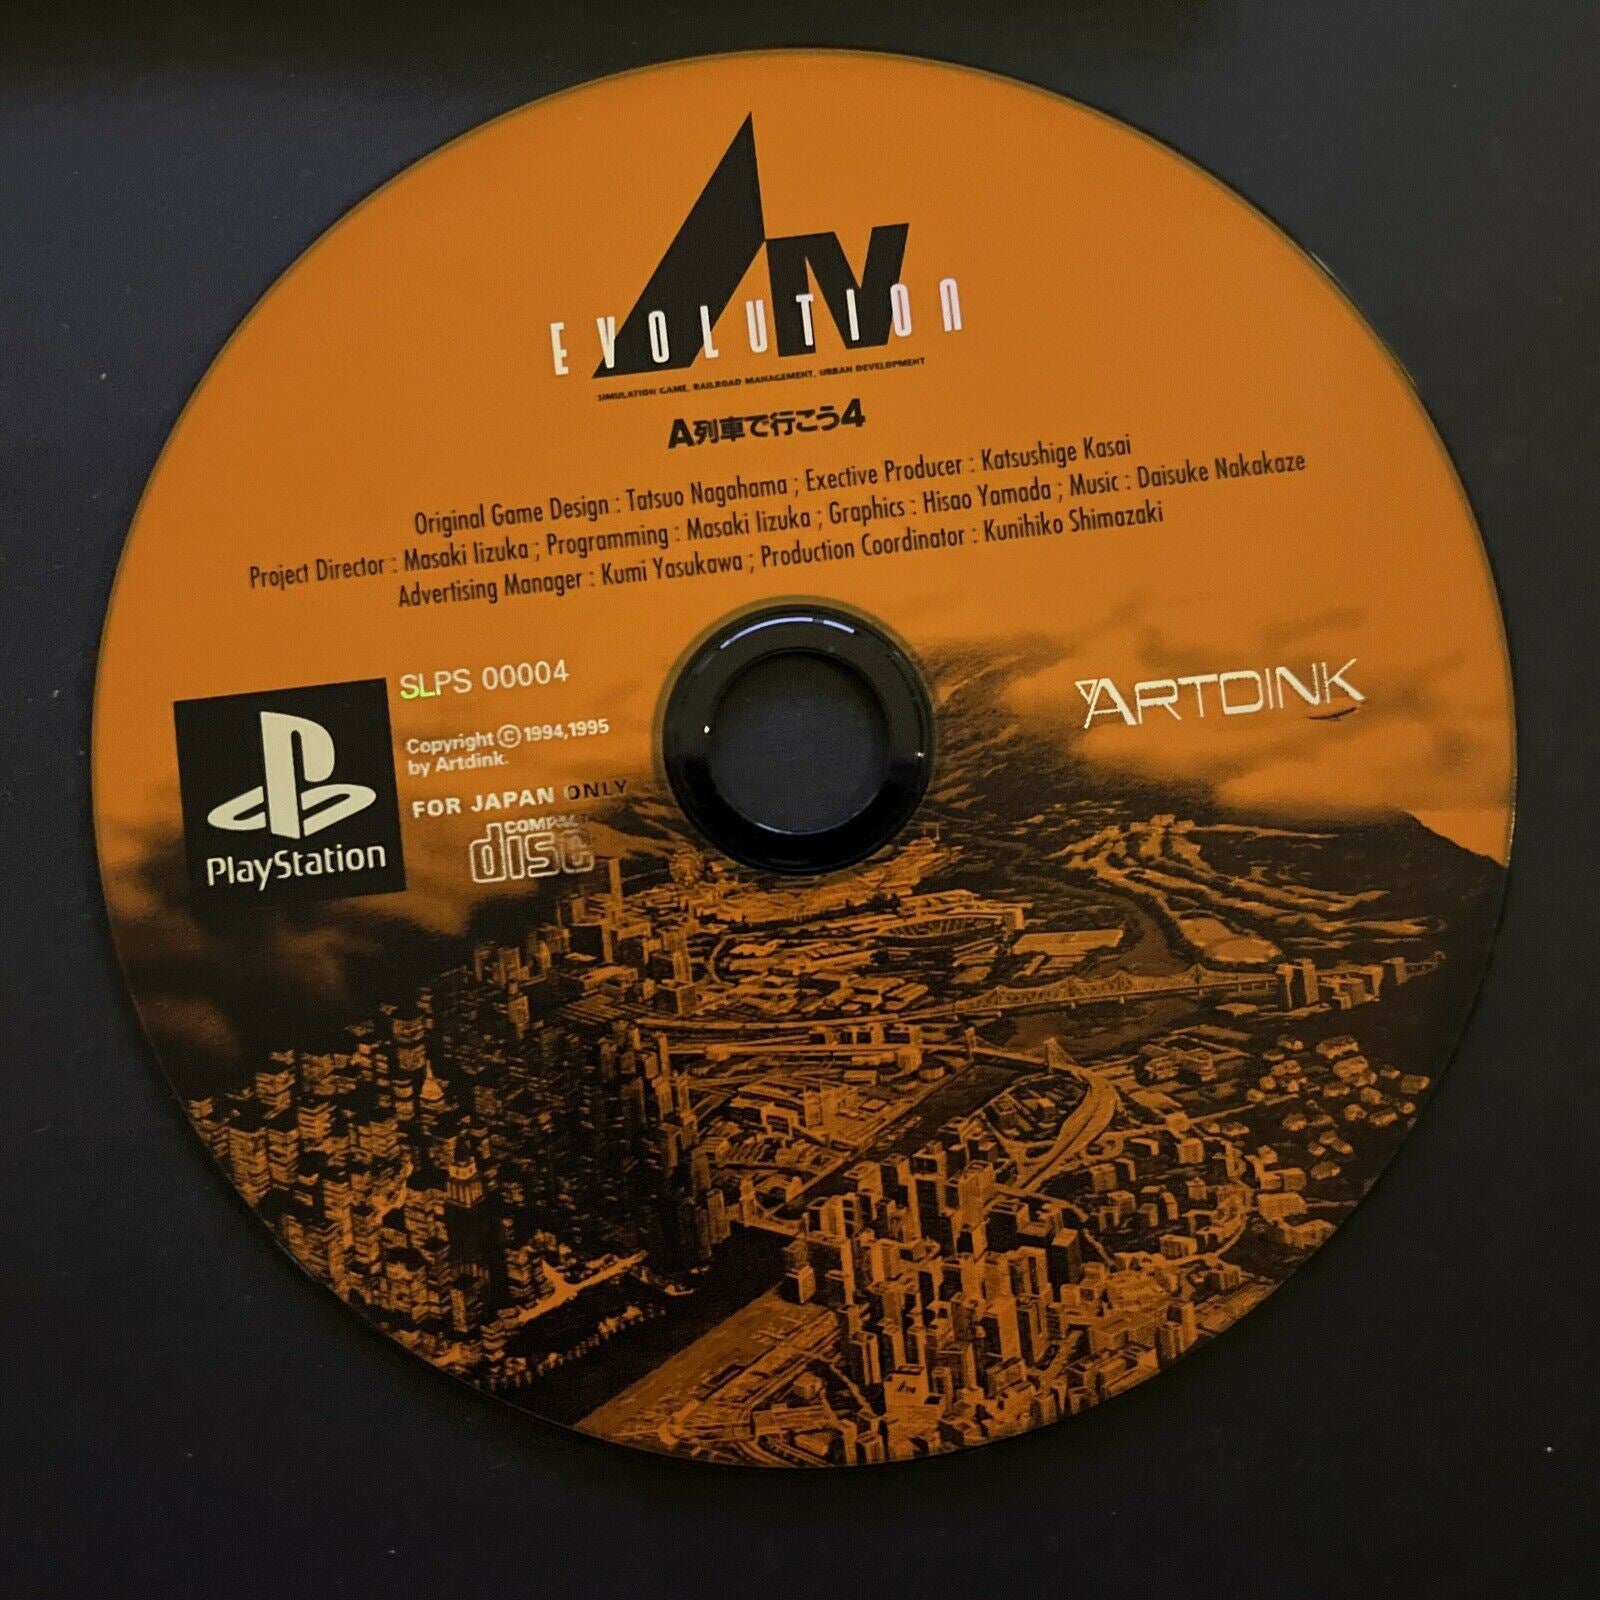 AIV
EVOLUTION
SIMULATION GAME, RAILROAD MANAGEMENT, URBAN DEVELOPMENT
A列車で行こう4
Original Game Design : Tatsuo Nagahama ; Exective Producer : Katsushige Kasai
Project Director : Masaki Iizuka ; Programming : Masaki Iizuka ; Graphics : Hisao Yamada ; Music : Daisuke Nakakaze
Advertising Manager : Kumi Yasukawa ; Production Coordinator : Kunihiko Shimazaki
SLPS 00004
Copyright © 1994,1995
by Artdink.
FOR JAPAN ONLY
COMPACT
disc
PlayStation
ARTDINK